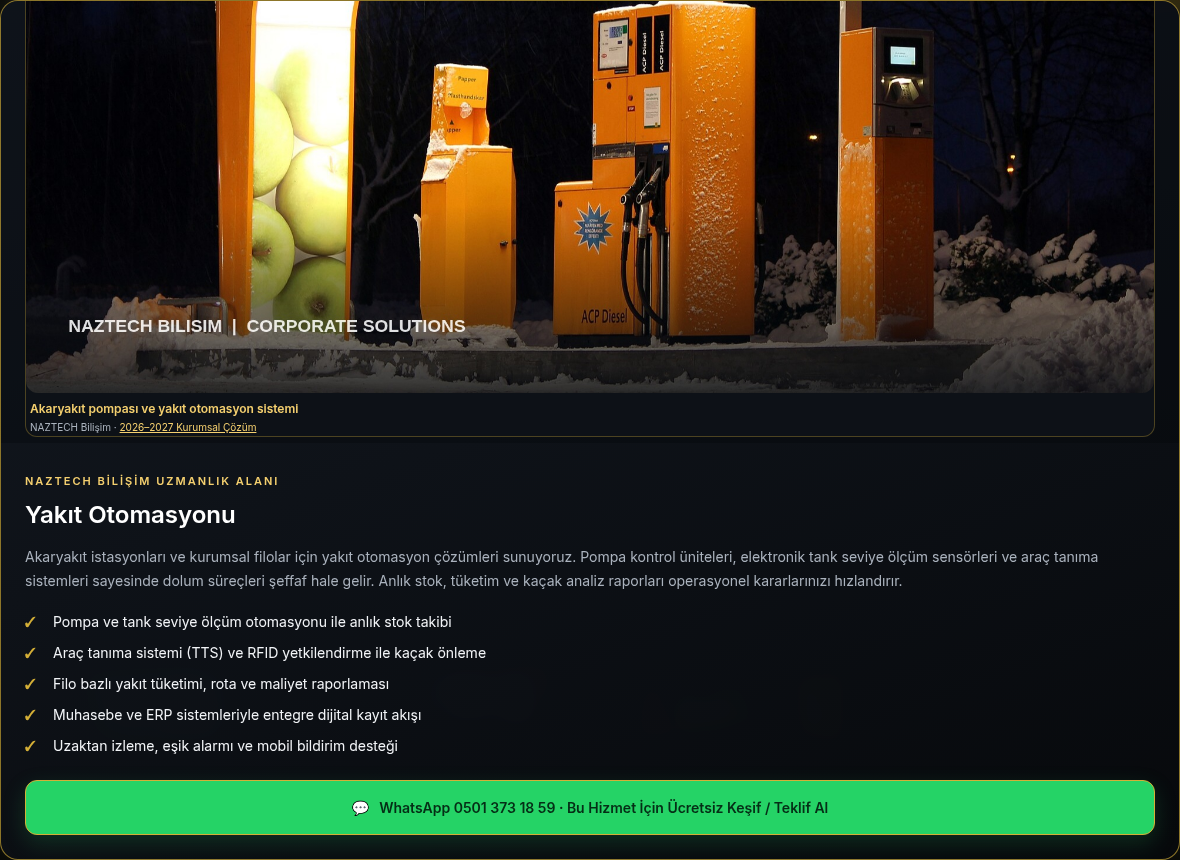 Papper
Plasthandskar
ACP Diesel
ACP Diesel
ACP Diesel
NAZTECH BILISIM | CORPORATE SOLUTIONS
Akaryakıt pompası ve yakıt otomasyon sistemi
NAZTECH Bilişim · 2026–2027 Kurumsal Çözüm
NAZTECH BİLİŞİM UZMANLIK ALANI
Yakıt Otomasyonu
Akaryakıt istasyonları ve kurumsal filolar için yakıt otomasyon çözümleri sunuyoruz. Pompa kontrol üniteleri, elektronik tank seviye ölçüm sensörleri ve araç tanıma
sistemleri sayesinde dolum süreçleri şeffaf hale gelir. Anlık stok, tüketim ve kaçak analiz raporları operasyonel kararlarınızı hızlandırır.
✓ Pompa ve tank seviye ölçüm otomasyonu ile anlık stok takibi
✓ Araç tanıma sistemi (TTS) ve RFID yetkilendirme ile kaçak önleme
✓ Filo bazlı yakıt tüketimi, rota ve maliyet raporlaması
✓ Muhasebe ve ERP sistemleriyle entegre dijital kayıt akışı
✓ Uzaktan izleme, eşik alarmı ve mobil bildirim desteği
💬 WhatsApp 0501 373 18 59 · Bu Hizmet İçin Ücretsiz Keşif / Teklif Al